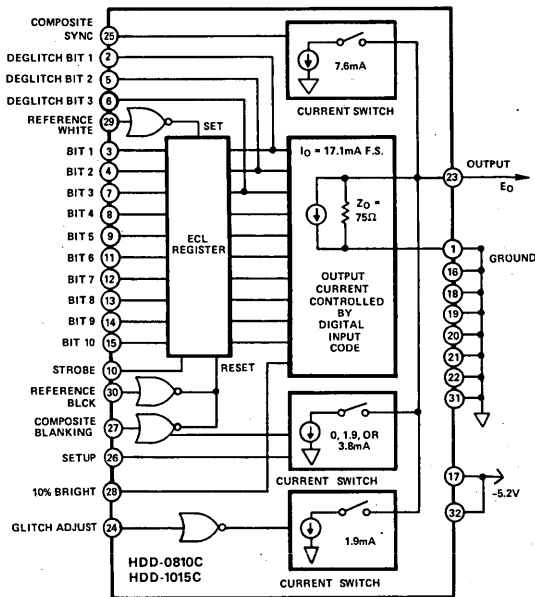 COMPOSITE
SYNC 25
DEGLITCH BIT 1 2
DEGLITCH BIT 2 5
DEGLITCH BIT 3 6
REFERENCE
WHITE 29
SET
BIT 1 3
BIT 2 4
BIT 3 7
BIT 4 8
BIT 5 9
BIT 6 11
BIT 7 12
BIT 8 13
BIT 9 14
BIT 10 15
STROBE 10
REFERENCE
BLCK 30
COMPOSITE
BLANKING 27
SETUP 26
10% BRIGHT 28
GLITCH ADJUST 24
ECL
REGISTER
RESET
7.6mA
CURRENT SWITCH
IO = 17.1mA F.S.
ZO =
75Ω
OUTPUT
CURRENT
CONTROLLED
BY
DIGITAL
INPUT
CODE
0, 1.9, OR
3.8mA
CURRENT SWITCH
1.9mA
CURRENT SWITCH
23 OUTPUT
EO
1
GROUND
16
18
19
20
21
22
31
17
-5.2V
32
HDD-0810C
HDD-1015C